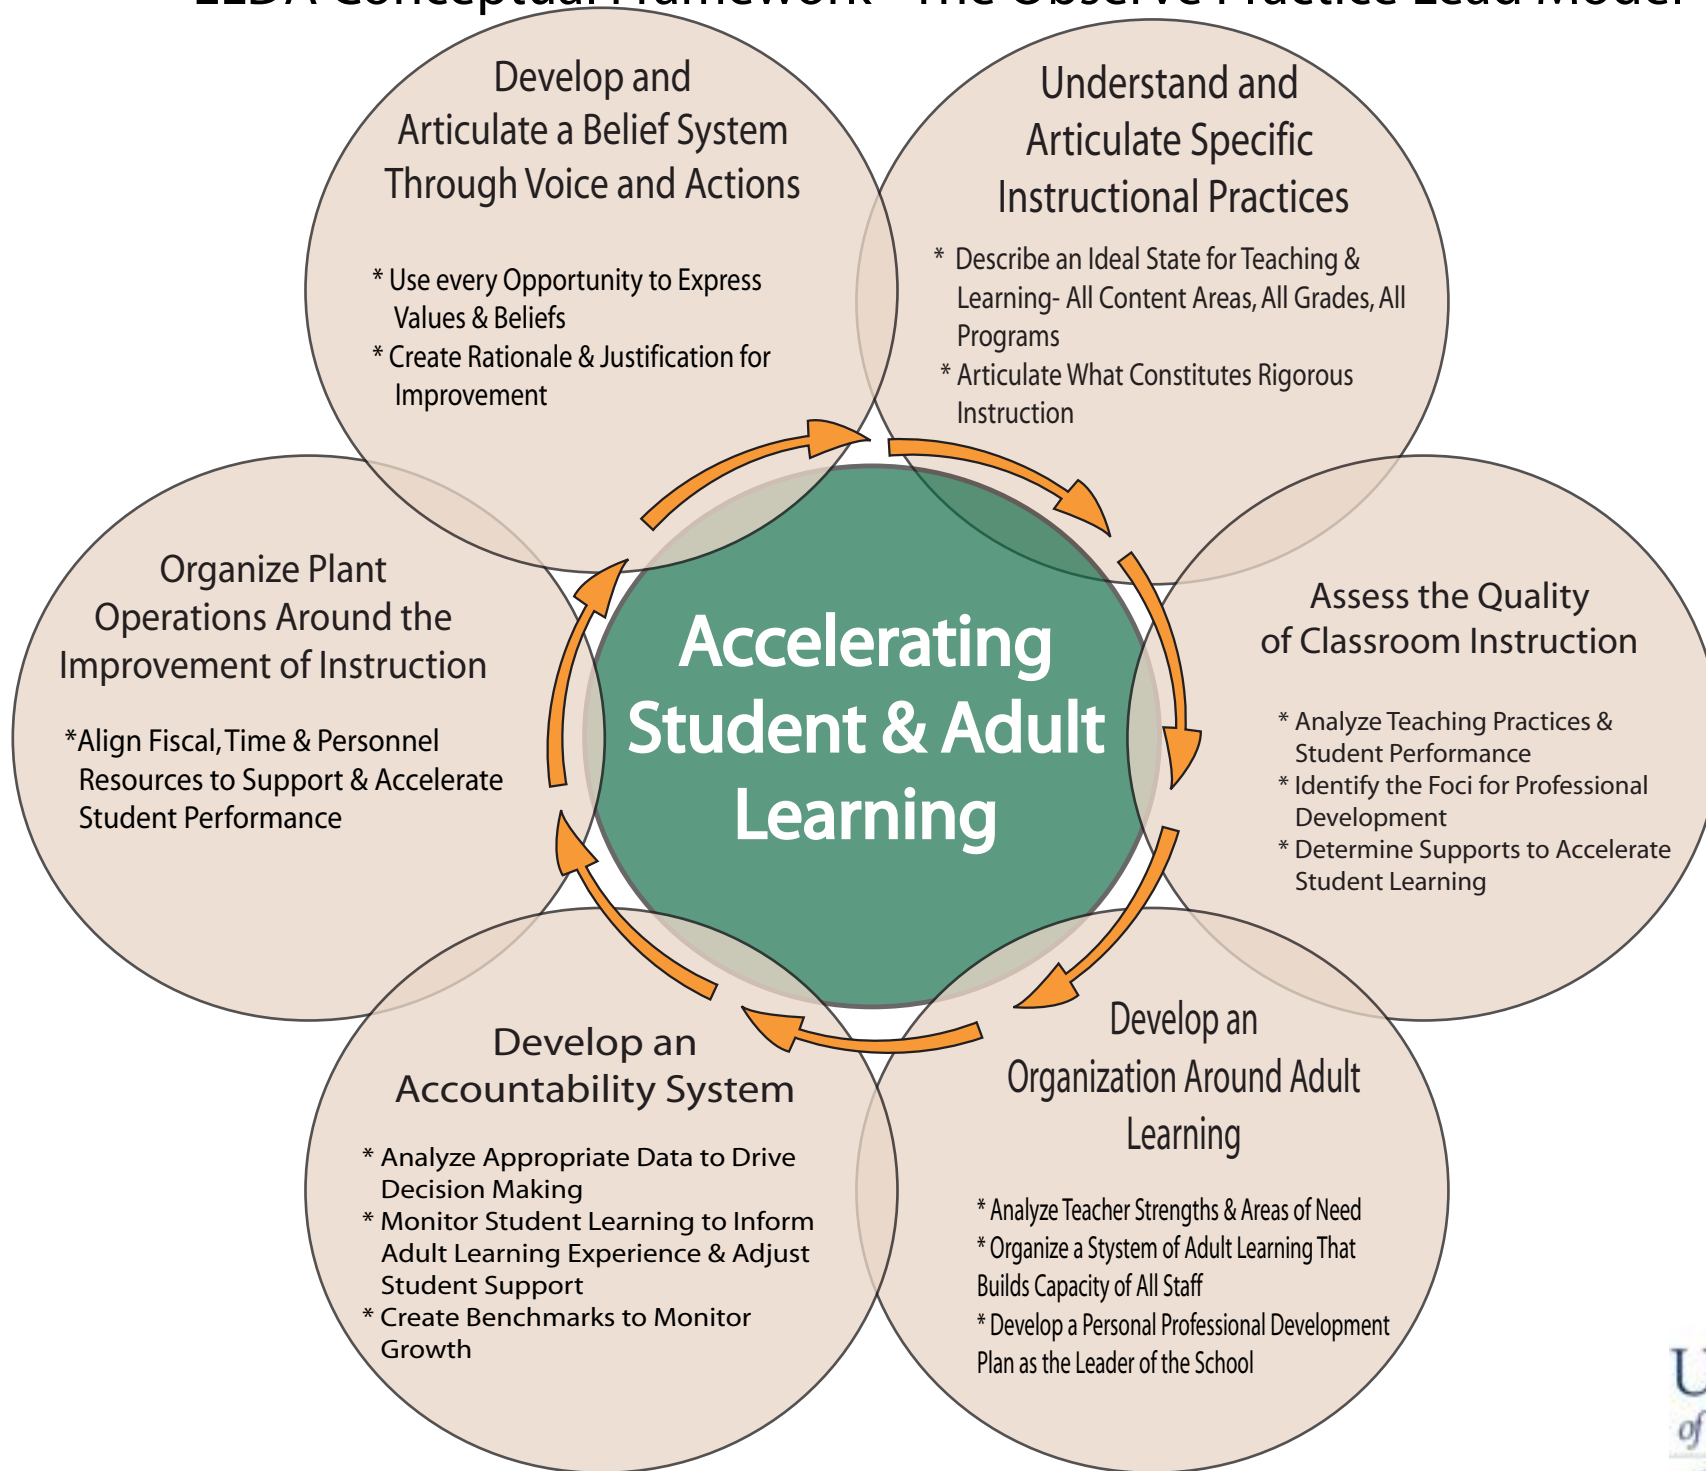 Conceptual Framework - The Observe Practice Lead Model
Develop and
Articulate a Belief System
Through Voice and Actions
* Use every Opportunity to Express
Values & Beliefs
* Create Rationale & Justification for
Improvement
Understand and
Articulate Specific
Instructional Practices
* Describe an Ideal State for Teaching &
Learning- All Content Areas, All Grades, All
Programs
* Articulate What Constitutes Rigorous
Instruction
Assess the Quality
of Classroom Instruction
* Analyze Teaching Practices &
Student Performance
* Identify the Foci for Professional
Development
* Determine Supports to Accelerate
Student Learning
Develop an
Organization Around Adult
Learning
* Analyze Teacher Strengths & Areas of Need
* Organize a Stystem of Adult Learning That
Builds Capacity of All Staff
* Develop a Personal Professional Development
Plan as the Leader of the School
Develop an
Accountability System
* Analyze Appropriate Data to Drive
Decision Making
* Monitor Student Learning to Inform
Adult Learning Experience & Adjust
Student Support
* Create Benchmarks to Monitor
Growth
Organize Plant
Operations Around the
Improvement of Instruction
*Align Fiscal, Time & Personnel
Resources to Support & Accelerate
Student Performance
Accelerating
Student & Adult
Learning
U
of